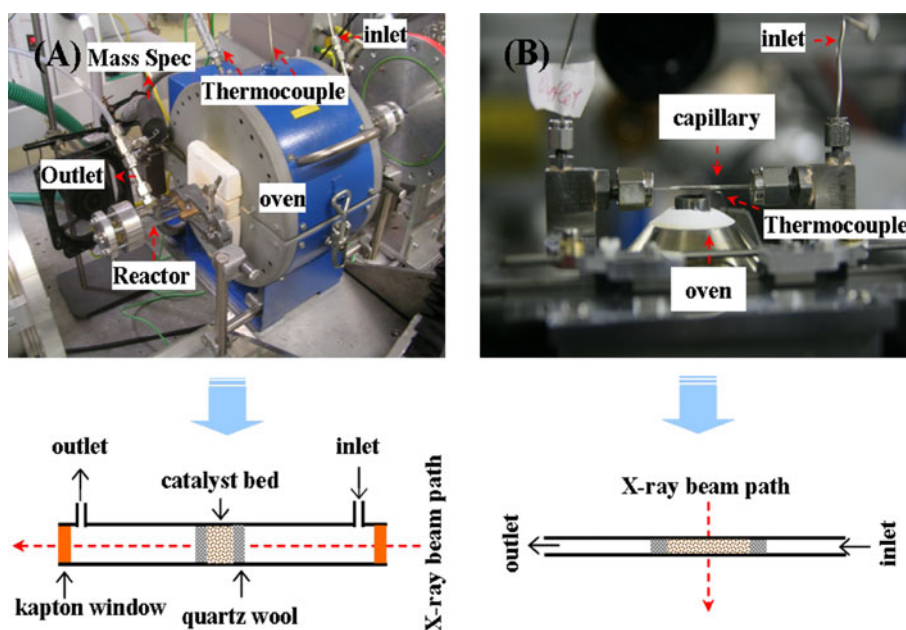 (A)
Mass Spec
Thermocouple
inlet
Outlet
oven
Reactor
(B)
inlet
capillary
Thermocouple
oven
outlet
inlet
catalyst bed
X-ray beam path
kapton window
quartz wool
X-ray beam path
outlet
inlet